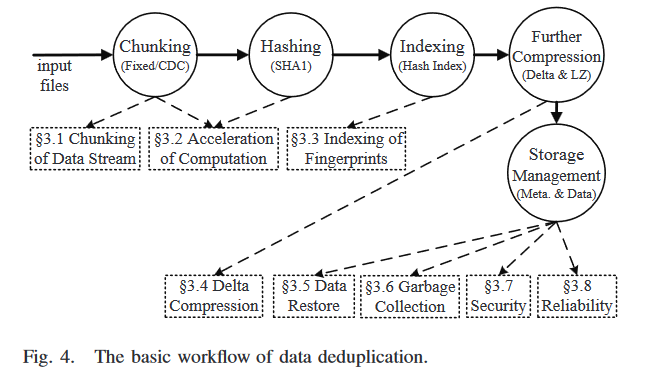 input
files
Chunking
(Fixed/CDC)
Hashing
(SHA1)
Indexing
(Hash Index)
Further
Compression
(Delta & LZ)
§3.1 Chunking
of Data Stream
§3.2 Acceleration
of Computation
§3.3 Indexing of
Fingerprints
Storage
Management
(Meta. & Data)
§3.4 Delta
Compression
§3.5 Data
Restore
§3.6 Garbage
Collection
§3.7
Security
§3.8
Reliability
Fig. 4. The basic workflow of data deduplication.